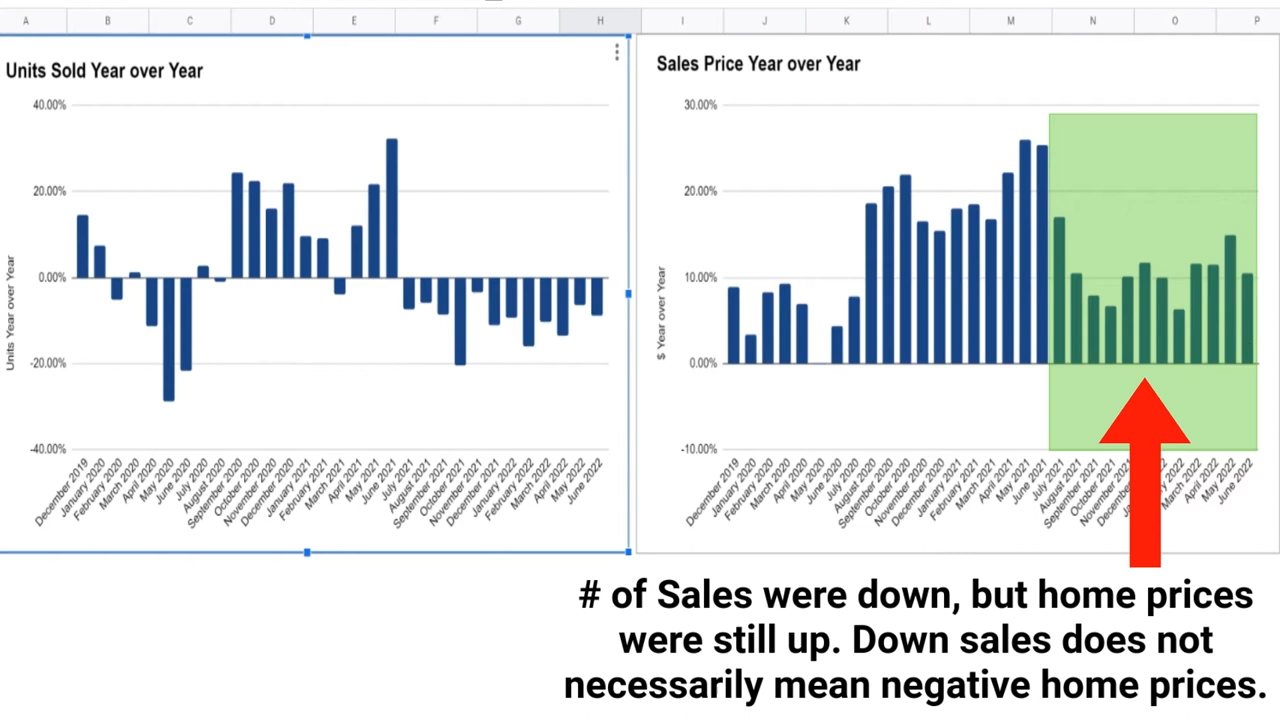 A B C D E F G H I J K L M N O P
Units Sold Year over Year
40.00%
20.00%
0.00%
-20.00%
-40.00%
Units Year over Year
December 2019
January 2020
February 2020
March 2020
April 2020
May 2020
June 2020
July 2020
August 2020
September 2020
October 2020
November 2020
December 2020
January 2021
February 2021
March 2021
April 2021
May 2021
June 2021
July 2021
August 2021
September 2021
October 2021
November 2021
December 2021
January 2022
February 2022
March 2022
April 2022
May 2022
June 2022
Sales Price Year over Year
30.00%
20.00%
10.00%
0.00%
-10.00%
$ Year over Year
December 2019
January 2020
February 2020
March 2020
April 2020
May 2020
June 2020
July 2020
August 2020
September 2020
October 2020
November 2020
December 2020
January 2021
February 2021
March 2021
April 2021
May 2021
June 2021
July 2021
August 2021
September 2021
October 2021
November 2021
March 2022
April 2022
May 2022
June 2022
# of Sales were down, but home prices
were still up. Down sales does not
necessarily mean negative home prices.